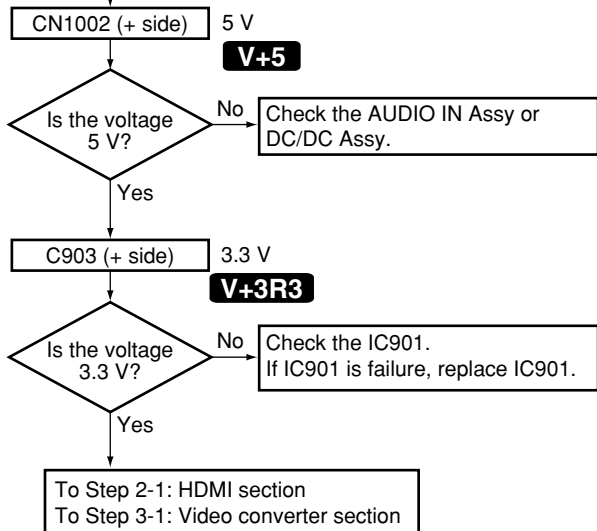 CN1002 (+ side) 5 V
V+5
Is the voltage
5 V?
No
Check the AUDIO IN Assy or
DC/DC Assy.
Yes
C903 (+ side) 3.3 V
V+3R3
Is the voltage
3.3 V?
No
Check the IC901.
If IC901 is failure, replace IC901.
Yes
To Step 2-1: HDMI section
To Step 3-1: Video converter section